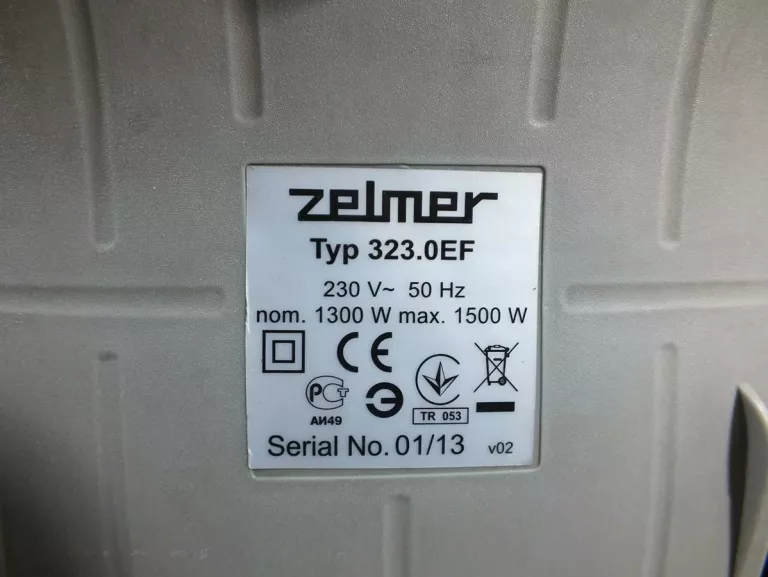 zelmer
Typ 323.0EF
230 V~ 50 Hz
nom. 1300 W max. 1500 W
CE
РСТ
АИ49
TR 053
Serial No. 01/13 v02